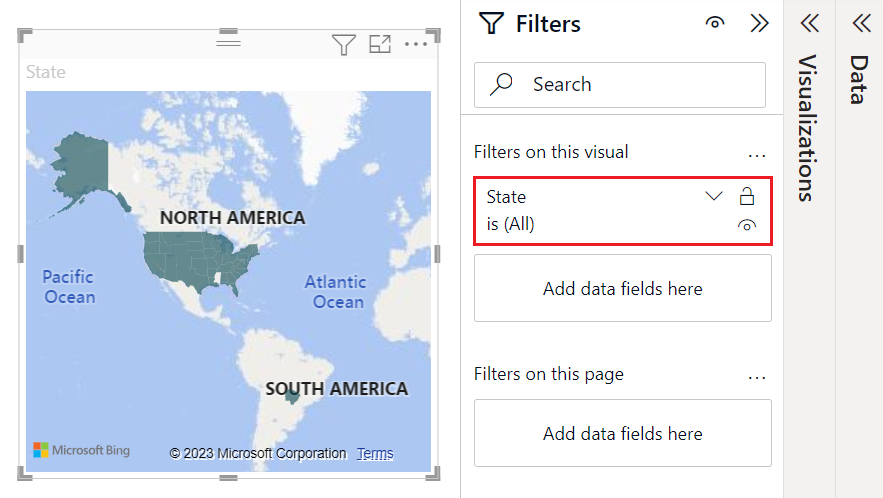 State
NORTH AMERICA
Pacific
Ocean
Atlantic
Ocean
SOUTH AMERICA
Microsoft Bing
© 2023 Microsoft Corporation Terms
Filters
Search
Filters on this visual
State
is (All)
Add data fields here
Filters on this page
Add data fields here
Visualizations
Data